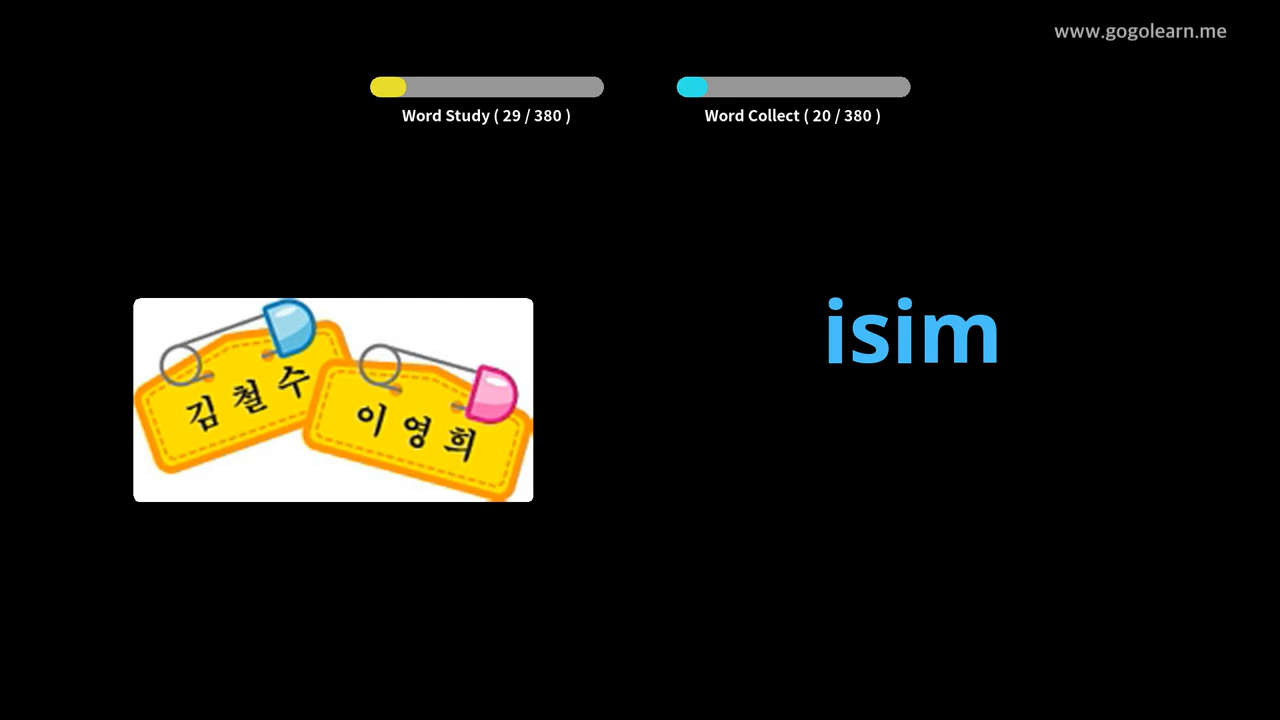 www.gogolearn.me
Word Study ( 29 / 380 )
Word Collect ( 20 / 380 )
김철수
이영희
isim